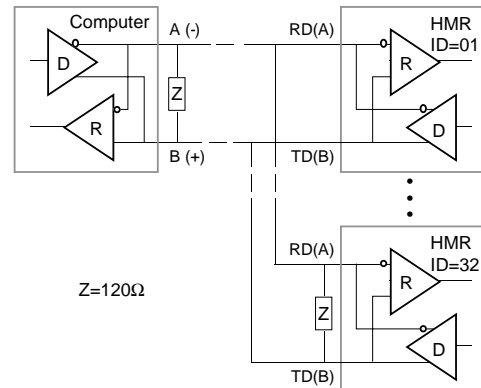 Computer
A (-)
RD(A)
HMR
ID=01
D
R
Z
R
D
B (+)
TD(B)
RD(A)
HMR
ID=32
R
Z=120Ω
Z
D
TD(B)